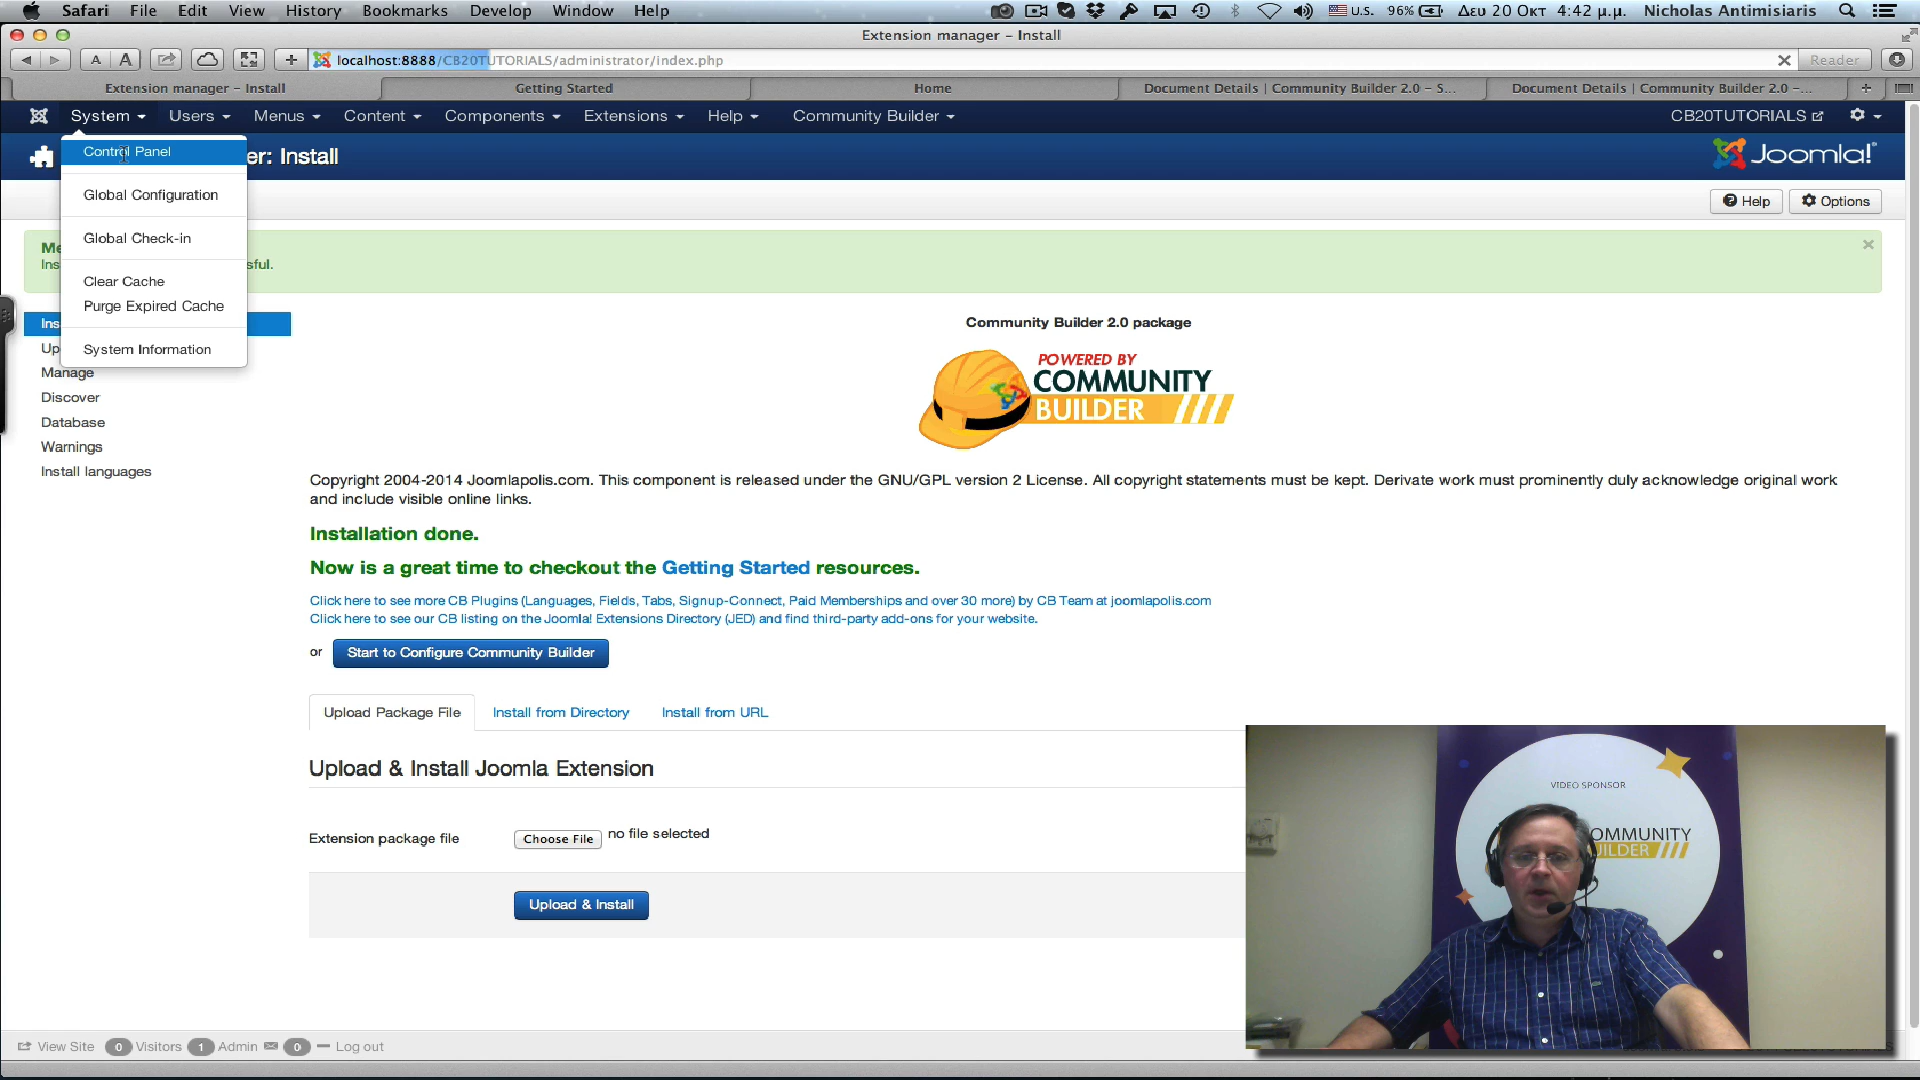 Safari File Edit View History Bookmarks Develop Window Help
U.S. 96% Δευ 20 Οκτ 4:42 μ.μ. Nicholas Antimisiaris
Extension manager – Install
A A + localhost:8888/CB20TUTORIALS/administrator/index.php Reader
Extension manager – Install
Getting Started
Home
Document Details | Community Builder 2.0 – S...
Document Details | Community Builder 2.0 –...
System Users Menus Content Components Extensions Help Community Builder CB20TUTORIALS
Control Panel
er: Install
Joomla!
Global Configuration
Help Options
Global Check-in
Me
Ins
sful.
Clear Cache
Purge Expired Cache
Ins
Up
System Information
Manage
Discover
Database
Warnings
Install languages
Community Builder 2.0 package
POWERED BY
COMMUNITY
BUILDER
Copyright 2004-2014 Joomlapolis.com. This component is released under the GNU/GPL version 2 License. All copyright statements must be kept. Derivate work must prominently duly acknowledge original work
and include visible online links.
Installation done.
Now is a great time to checkout the Getting Started resources.
Click here to see more CB Plugins (Languages, Fields, Tabs, Signup-Connect, Paid Memberships and over 30 more) by CB Team at joomlapolis.com
Click here to see our CB listing on the Joomla! Extensions Directory (JED) and find third-party add-ons for your website.
or Start to Configure Community Builder
Upload Package File Install from Directory Install from URL
Upload & Install Joomla Extension
Extension package file Choose File no file selected
Upload & Install
VIDEO SPONSOR
OMMUNITY
UILDER
View Site 0 Visitors 1 Admin 0 Log out